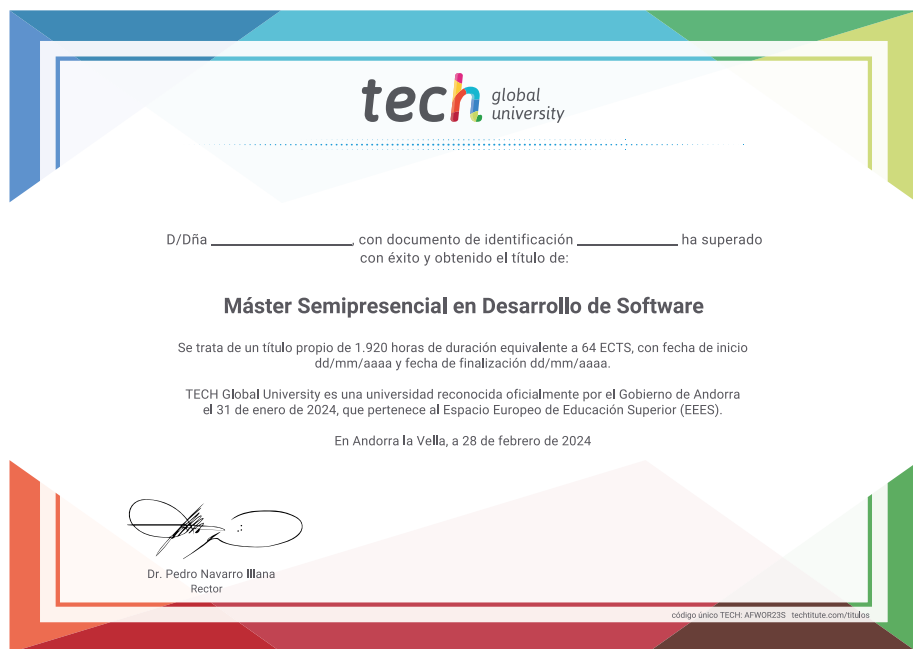 tech global university
D/Dña ______________, con documento de identificación __________ ha superado
con éxito y obtenido el título de:
Máster Semipresencial en Desarrollo de Software
Se trata de un título propio de 1.920 horas de duración equivalente a 64 ECTS, con fecha de inicio
dd/mm/aaaa y fecha de finalización dd/mm/aaaa.
TECH Global University es una universidad reconocida oficialmente por el Gobierno de Andorra
el 31 de enero de 2024, que pertenece al Espacio Europeo de Educación Superior (EEES).
En Andorra la Vella, a 28 de febrero de 2024
Dr. Pedro Navarro Illana
Rector
código único TECH: AFWOR23S techtitute.com/titulos